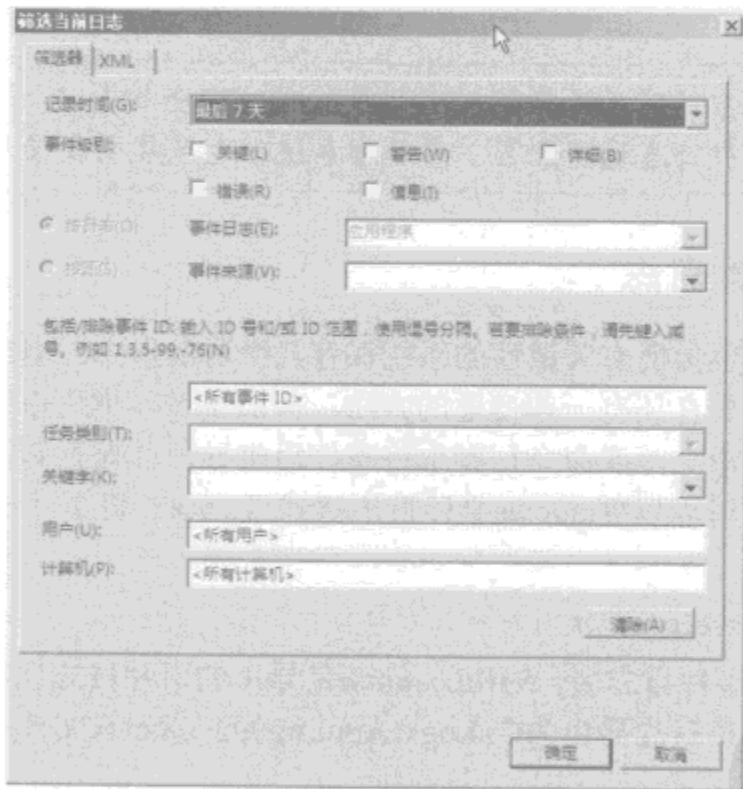 筛选当前日志
筛选器 XML
记录时间(G): 最后 7 天
事件级别: 关键(L) 警告(W) 详细(B)
错误(R) 信息(I)
按日志(O) 事件日志(E): 应用程序
按源(S) 事件来源(V):
包括/排除事件 ID: 输入 ID 号和/或 ID 范围，使用逗号分隔。若要排除条件，请先键入减
号。例如 1,3,5-99,-76(N)
<所有事件 ID>
任务类别(T):
关键字(K):
用户(U): <所有用户>
计算机(P): <所有计算机>
清除(A)
确定 取消